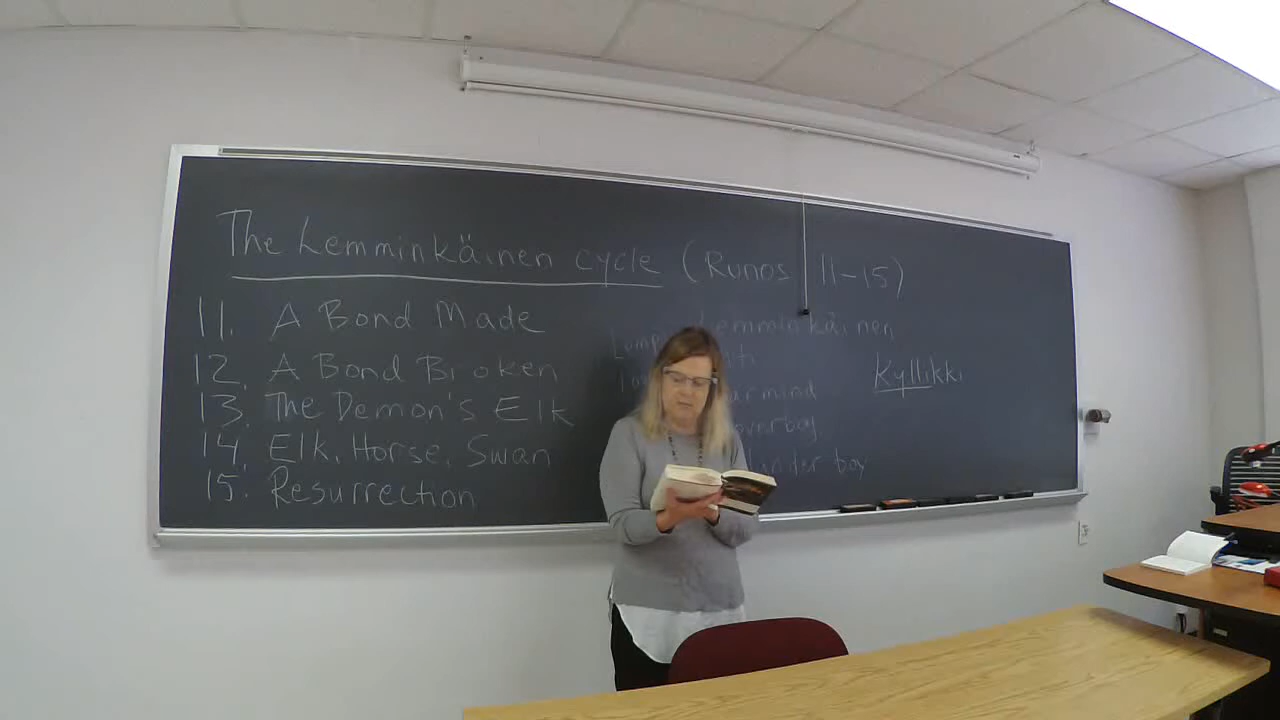 The Lemminkäinen cycle (Runos 11-15)
11. A Bond Made
12. A Bond Broken
13. The Demon's Elk
14. Elk, Horse, Swan
15. Resurrection
Lemminkäinen
Kyllikki